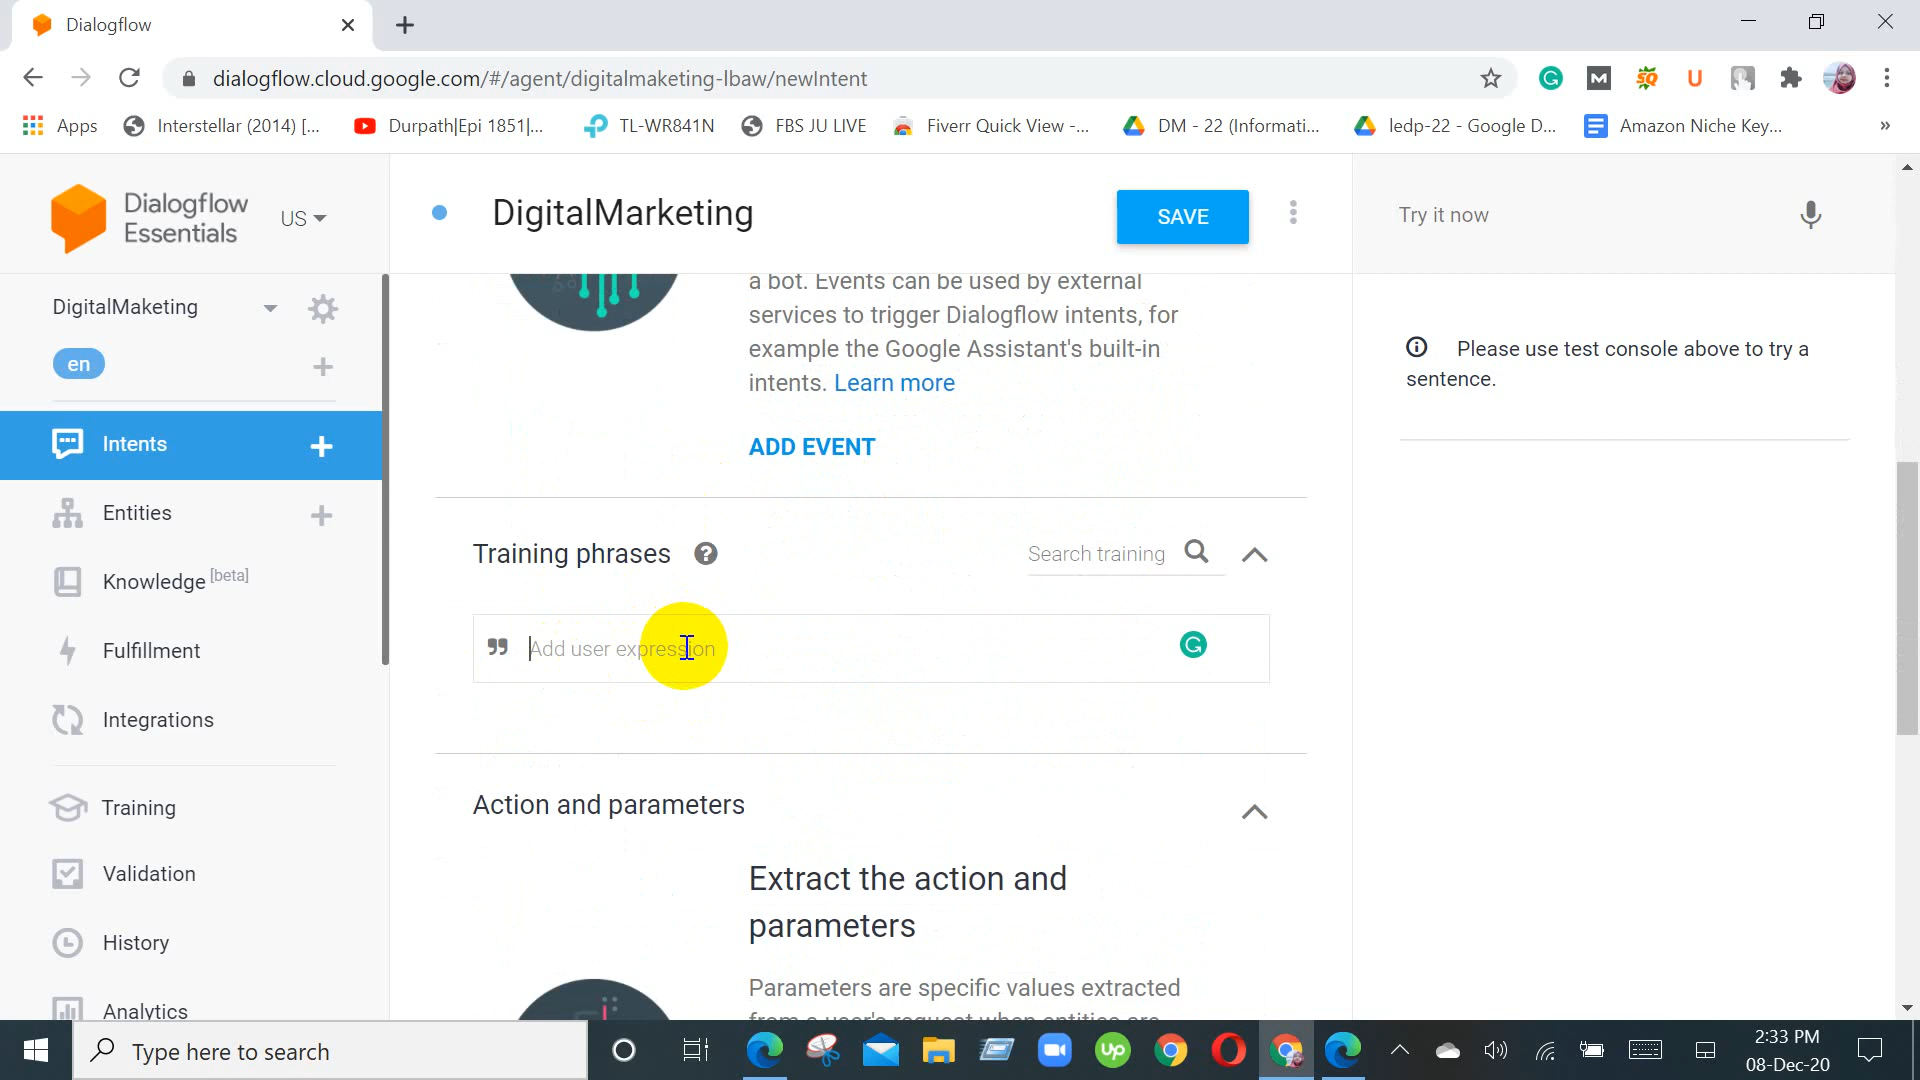 Dialogflow
dialogflow.cloud.google.com/#/agent/digitalmaketing-lbaw/newIntent
Apps
Interstellar (2014) [...
Durpath|Epi 1851|...
TL-WR841N
FBS JU LIVE
Fiverr Quick View -...
DM - 22 (Informati...
ledp-22 - Google D...
Amazon Niche Key...
»
Dialogflow
Essentials
US
DigitalMarketing
SAVE
Try it now
DigitalMaketing
en
Intents
Entities
Knowledge [beta]
Fulfillment
Integrations
Training
Validation
History
Analytics
a bot. Events can be used by external
services to trigger Dialogflow intents, for
example the Google Assistant's built-in
intents. Learn more
ADD EVENT
Training phrases
Search training
Add user expression
Action and parameters
Extract the action and
parameters
Parameters are specific values extracted
from a user's request when entities are
Please use test console above to try a
sentence.
Type here to search
2:33 PM
08-Dec-20